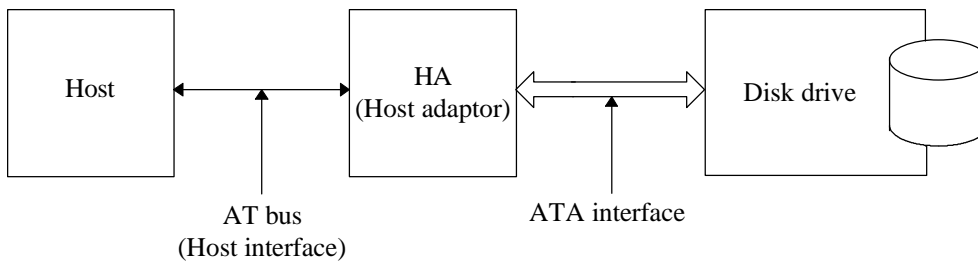 Host
HA
(Host adaptor)
Disk drive
AT bus
(Host interface)
ATA interface